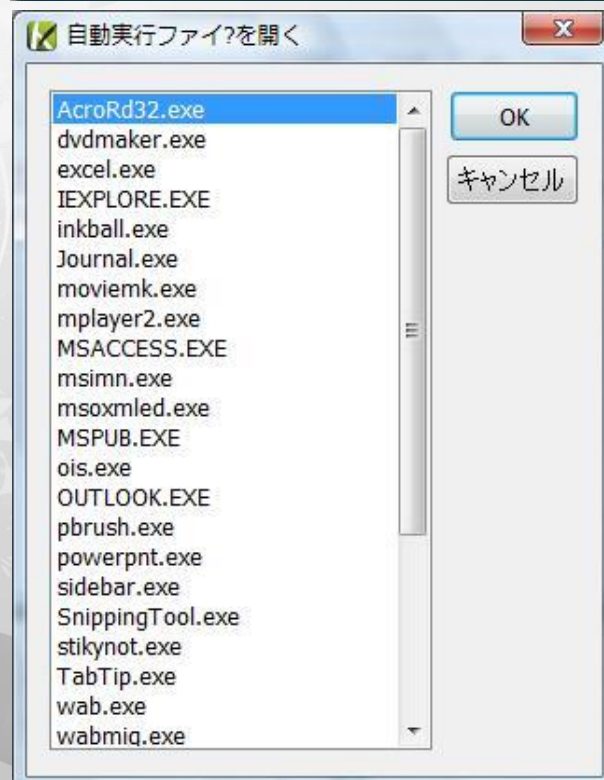 自動実行ファイ?を開く
AcroRd32.exe
dvdmaker.exe
excel.exe
IEXPLORE.EXE
inkball.exe
Journal.exe
moviemk.exe
mplayer2.exe
MSACCESS.EXE
msimn.exe
msoxmled.exe
MSPUB.EXE
ois.exe
OUTLOOK.EXE
pbrush.exe
powerpnt.exe
sidebar.exe
SnippingTool.exe
stikynot.exe
TabTip.exe
wab.exe
wabmig.exe
OK
キャンセル